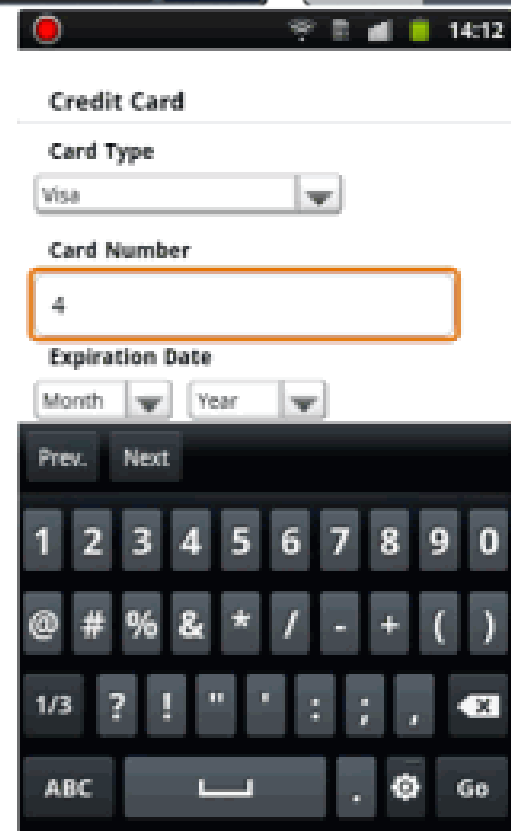 14:12
Credit Card
Card Type
Visa
Card Number
4
Expiration Date
Month Year
Prev. Next
1 2 3 4 5 6 7 8 9 0
@ # % & * / - + ( )
1/3 ? ! " ' : ; ,
ABC . Go